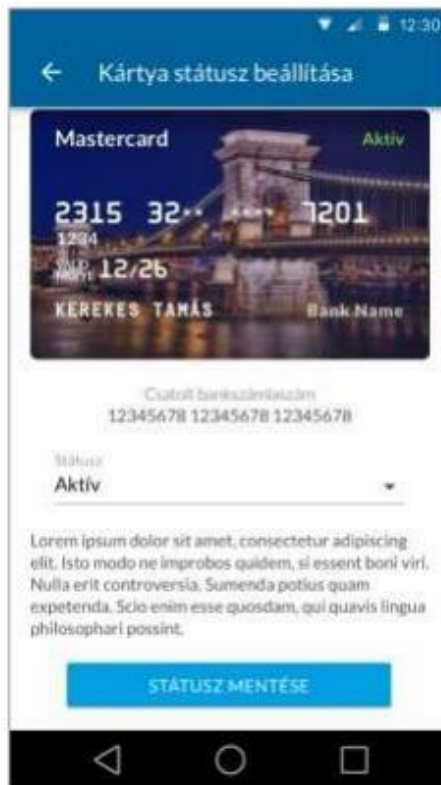 12:30
Kártya státusz beállítása
Mastercard Aktív
2315 32** **** 7201
1234
12/26
KEREKES TAMÁS Bank Name
Csatolt bankszámlaszám
12345678 12345678 12345678
Státusz
Aktív
Lorem ipsum dolor sit amet, consectetur adipiscing
elit. Isto modo ne improbos quidem, si essent boni viri.
Nulla erit controversia. Sumenda potius quam
expetenda. Scio enim esse quosdam, qui quavis lingua
philosophari possint.
STÁTUSZ MENTÉSE